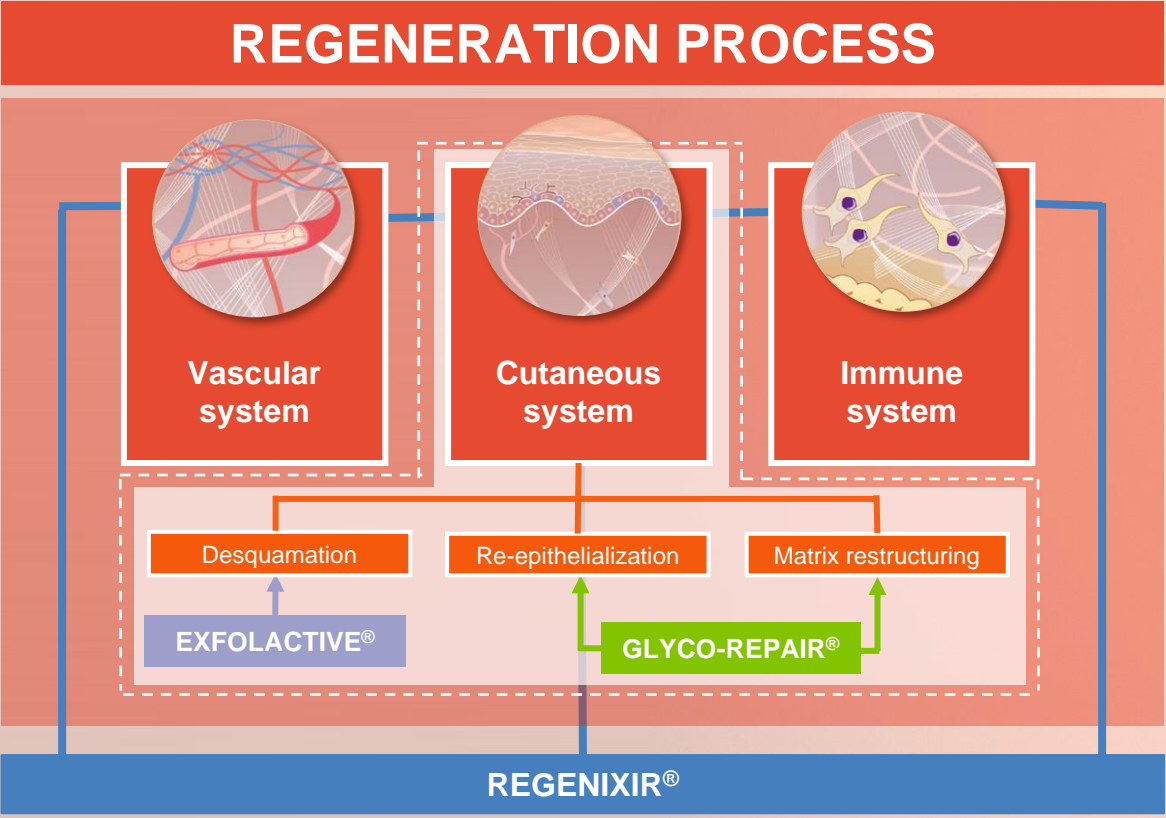 REGENERATION PROCESS
Vascular
system
Cutaneous
system
Immune
system
Desquamation
Re-epithelialization
Matrix restructuring
EXFOLACTIVE®
GLYCO-REPAIR®
REGENIXIR®